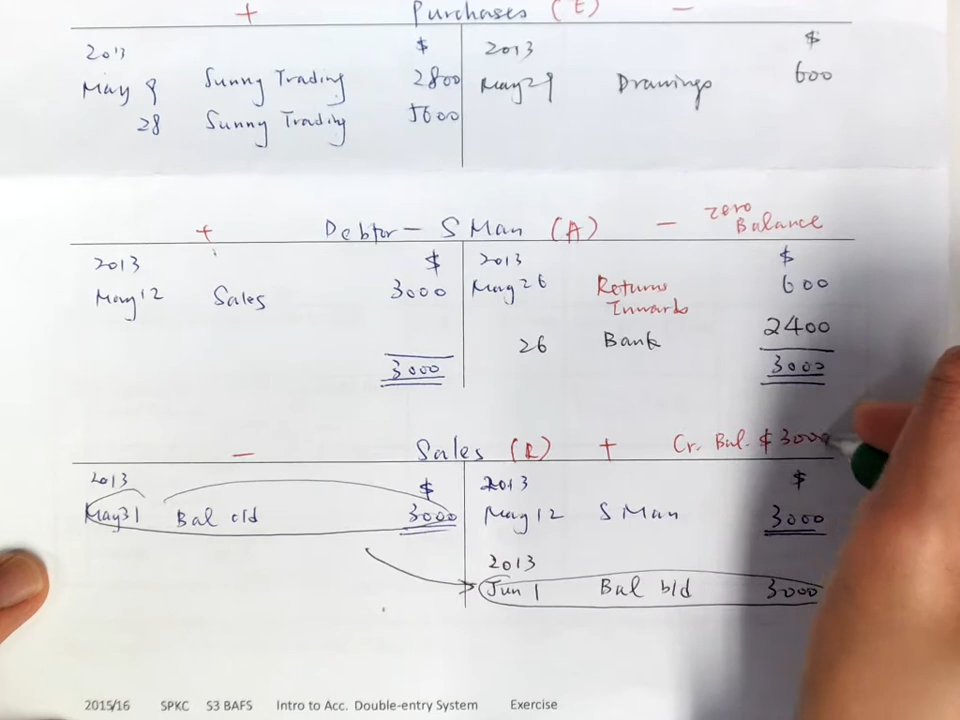 + Purchases (E) -
2013 $ 2013 $
May 9 Sunny Trading 2800 May 29 Drawings 600
28 Sunny Trading 5600
+ Debtor - S Man (A) - zero Balance
2013 $ 2013 $
May 12 Sales 3000 May 26 Returns Inwards 600
26 Bank 2400
3000 3000
- Sales (R) + Cr. Bal. $3000
2013 $ 2013 $
May 31 Bal c/d 3000 May 12 S Man 3000
2013
Jun 1 Bal b/d 3000
2015/16 SPKC S3 BAFS Intro to Acc. Double-entry System Exercise